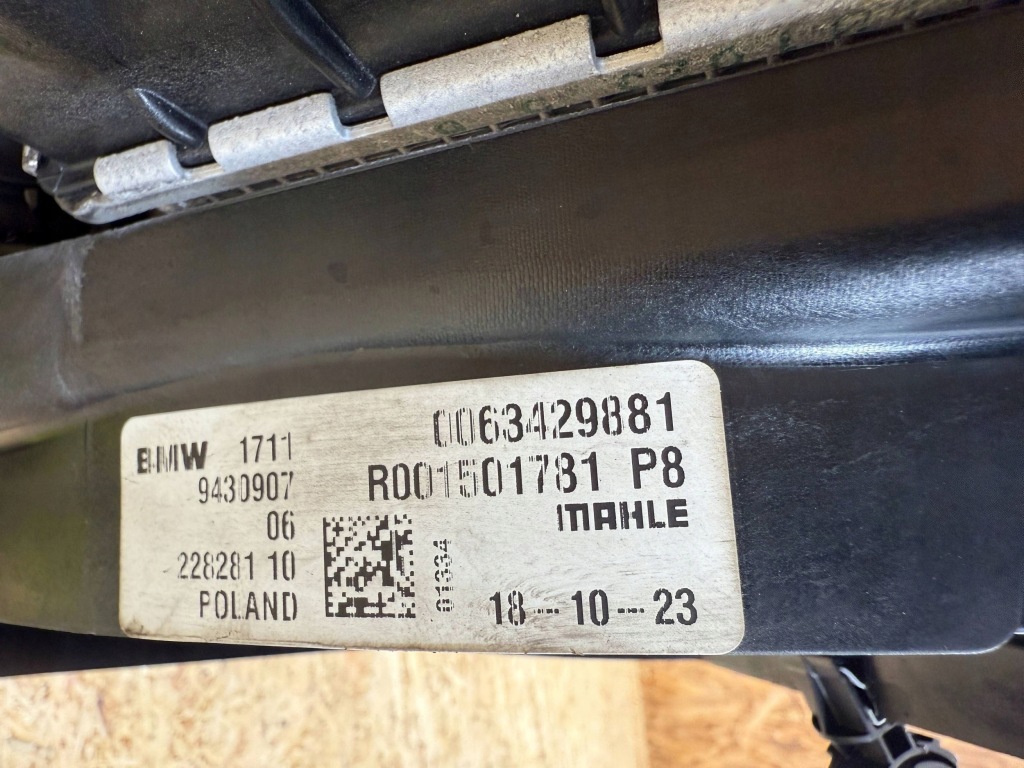 BMW 1711
9430907
06
228281 10
POLAND
0063429881
R001501781 P8
MAHLE
01334
18--10--23